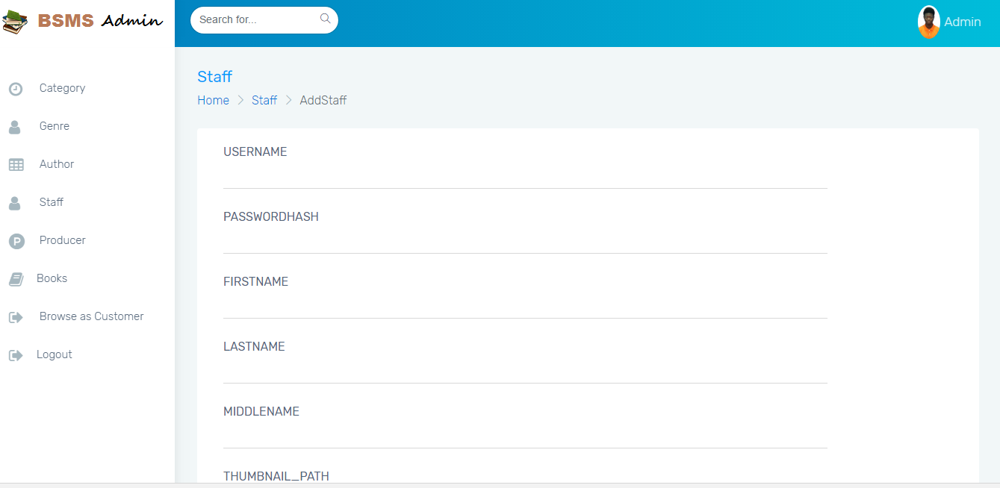 BSMS Admin
Search for...
Admin
Category
Genre
Author
Staff
Producer
Books
Browse as Customer
Logout
Staff
Home > Staff > AddStaff
USERNAME
PASSWORDHASH
FIRSTNAME
LASTNAME
MIDDLENAME
THUMBNAIL_PATH